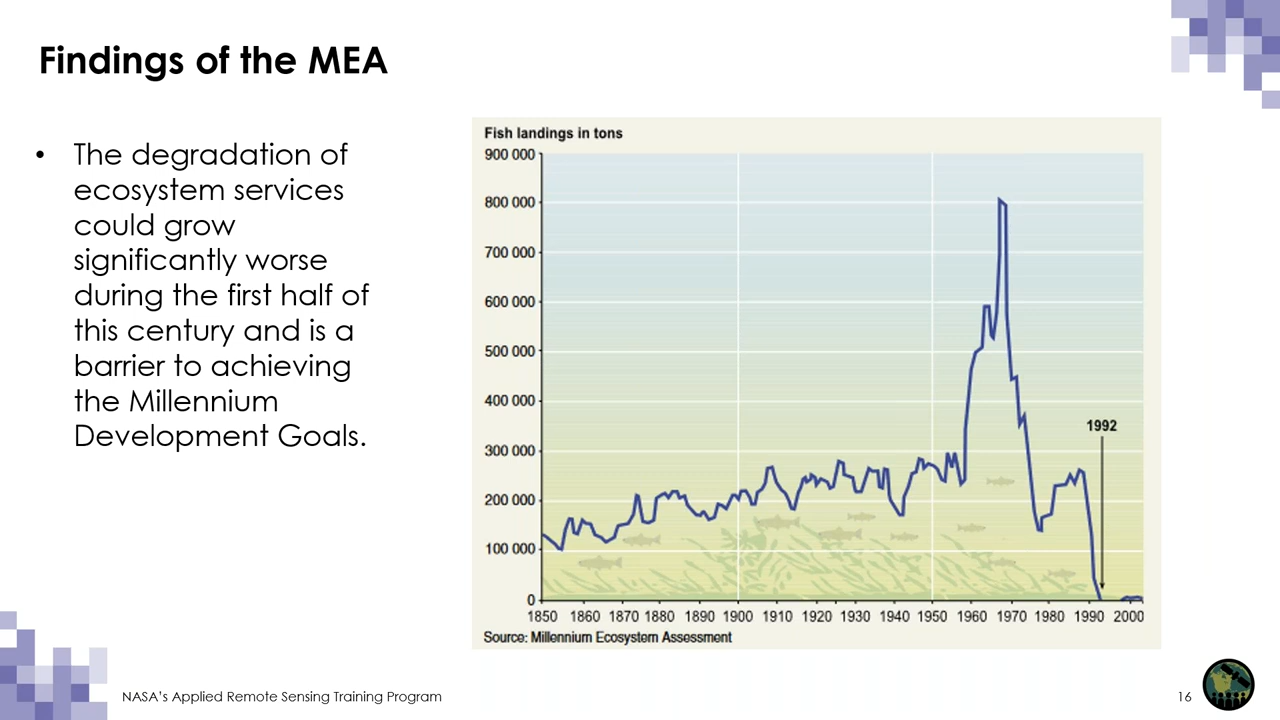 Findings of the MEA
• The degradation of
ecosystem services
could grow
significantly worse
during the first half of
this century and is a
barrier to achieving
the Millennium
Development Goals.
Fish landings in tons
900 000
800 000
700 000
600 000
500 000
400 000
300 000
200 000
100 000
0
1992
1850 1860 1870 1880 1890 1900 1910 1920 1930 1940 1950 1960 1970 1980 1990 2000
Source: Millennium Ecosystem Assessment
NASA's Applied Remote Sensing Training Program
16